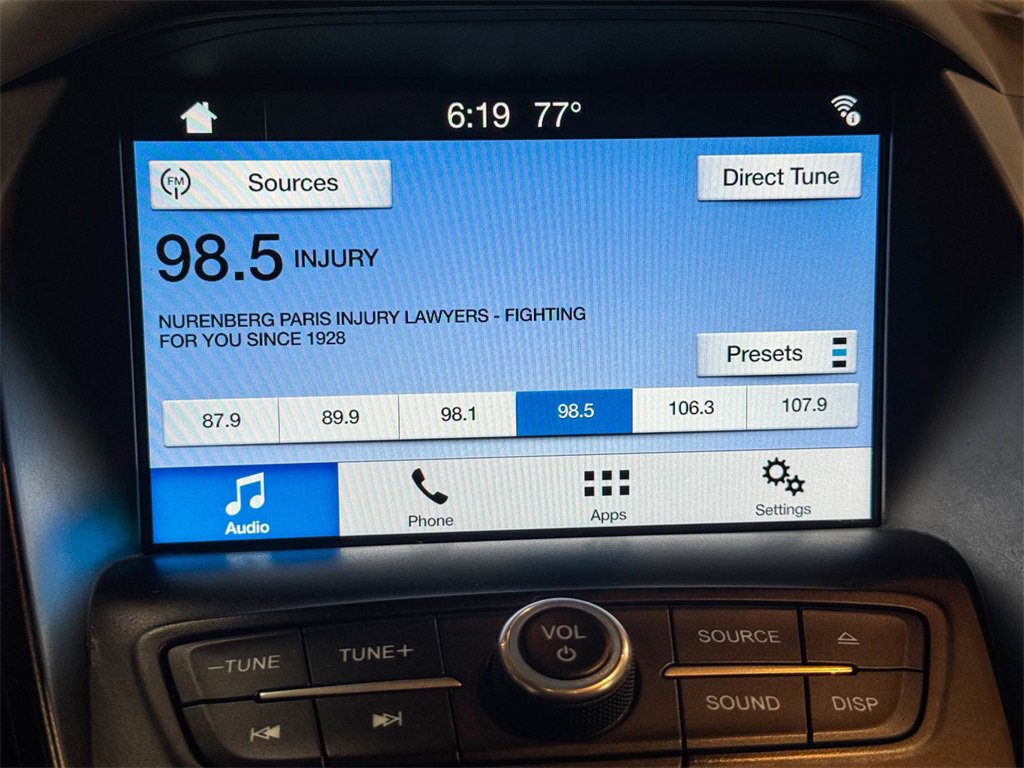 6:19 77°
FM Sources
Direct Tune
98.5 INJURY
NURENBERG PARIS INJURY LAWYERS - FIGHTING
FOR YOU SINCE 1928
Presets
87.9 89.9 98.1 98.5 106.3 107.9
Audio Phone Apps Settings
VOL
-TUNE TUNE+ SOURCE
SOUND DISP